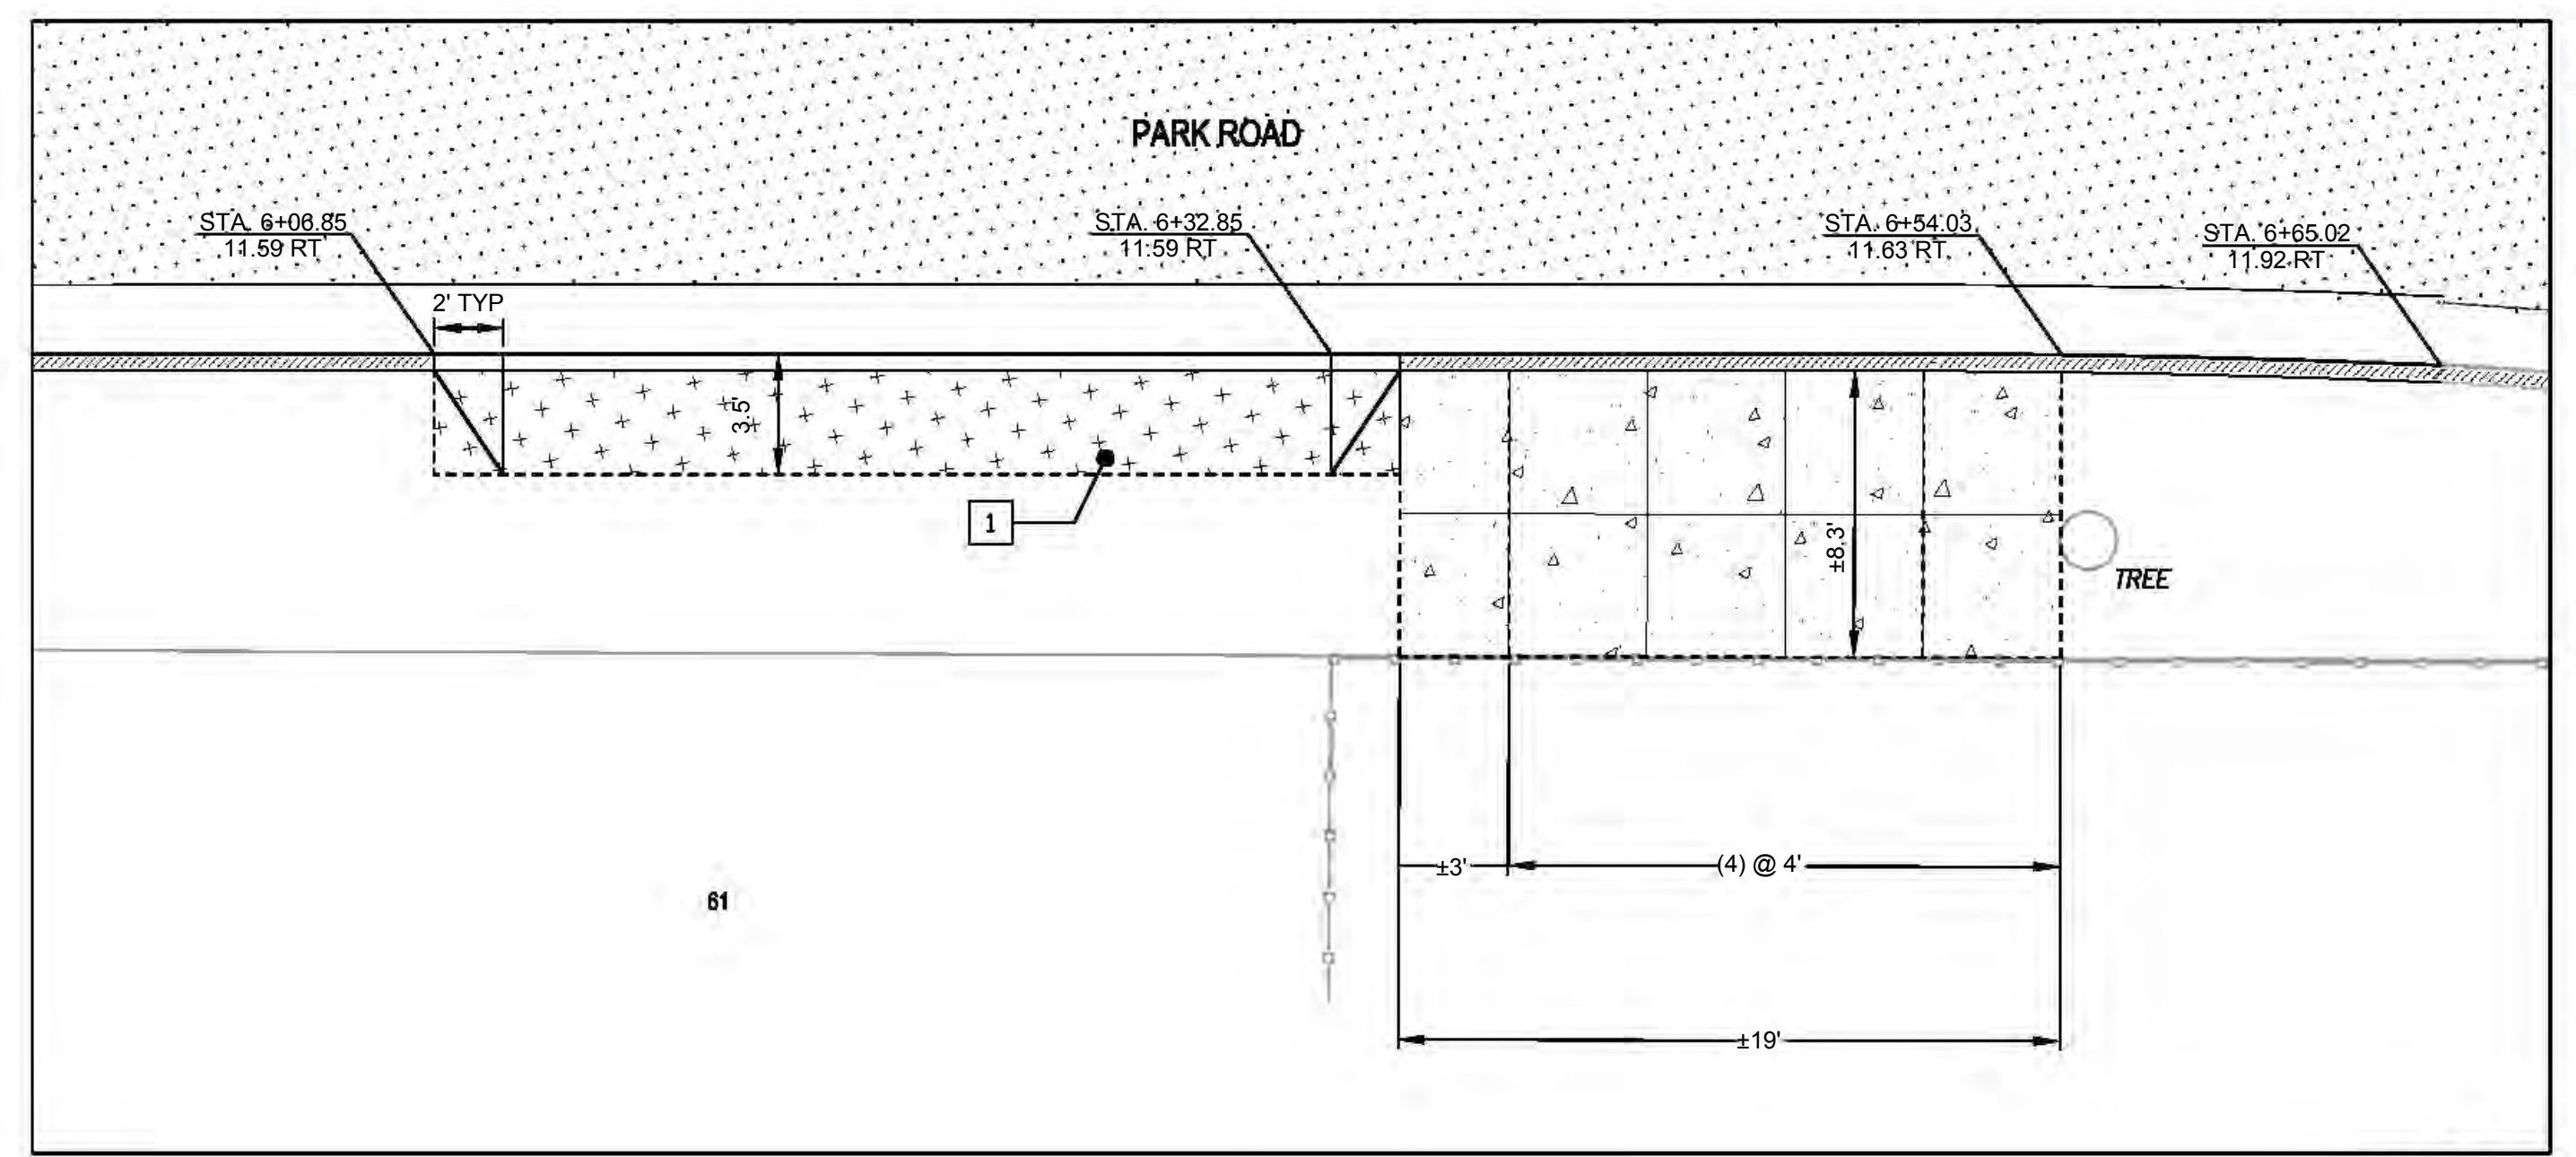 PARK ROAD
STA. 6+06.85
11.59 RT
STA. 6+32.85
11.59 RT
STA. 6+54.03
11.63 RT
STA. 6+65.02
11.92 RT
2' TYP
3.5'
1
±8.3'
TREE
±3'
(4) @ 4'
61
±19'